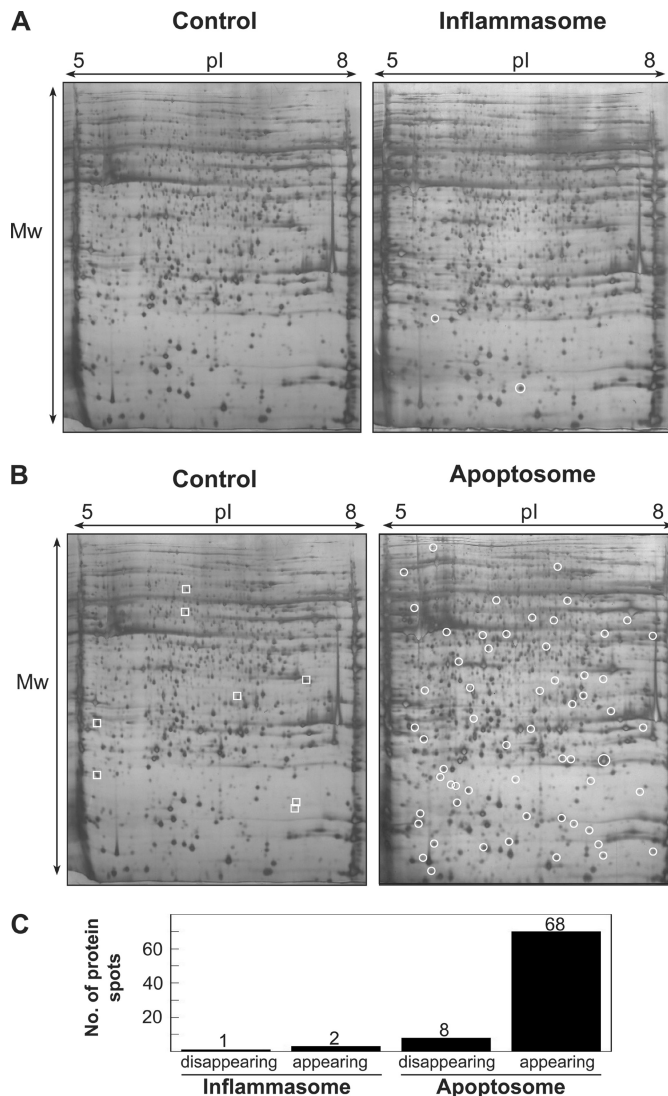 A
Control
Inflammasome
5 pI 8
5 pI 8
Mw
B
Control
Apoptosome
5 pI 8
5 pI 8
Mw
C
No. of protein
spots
60
40
20
1
2
8
68
disappearing appearing disappearing appearing
Inflammasome Apoptosome